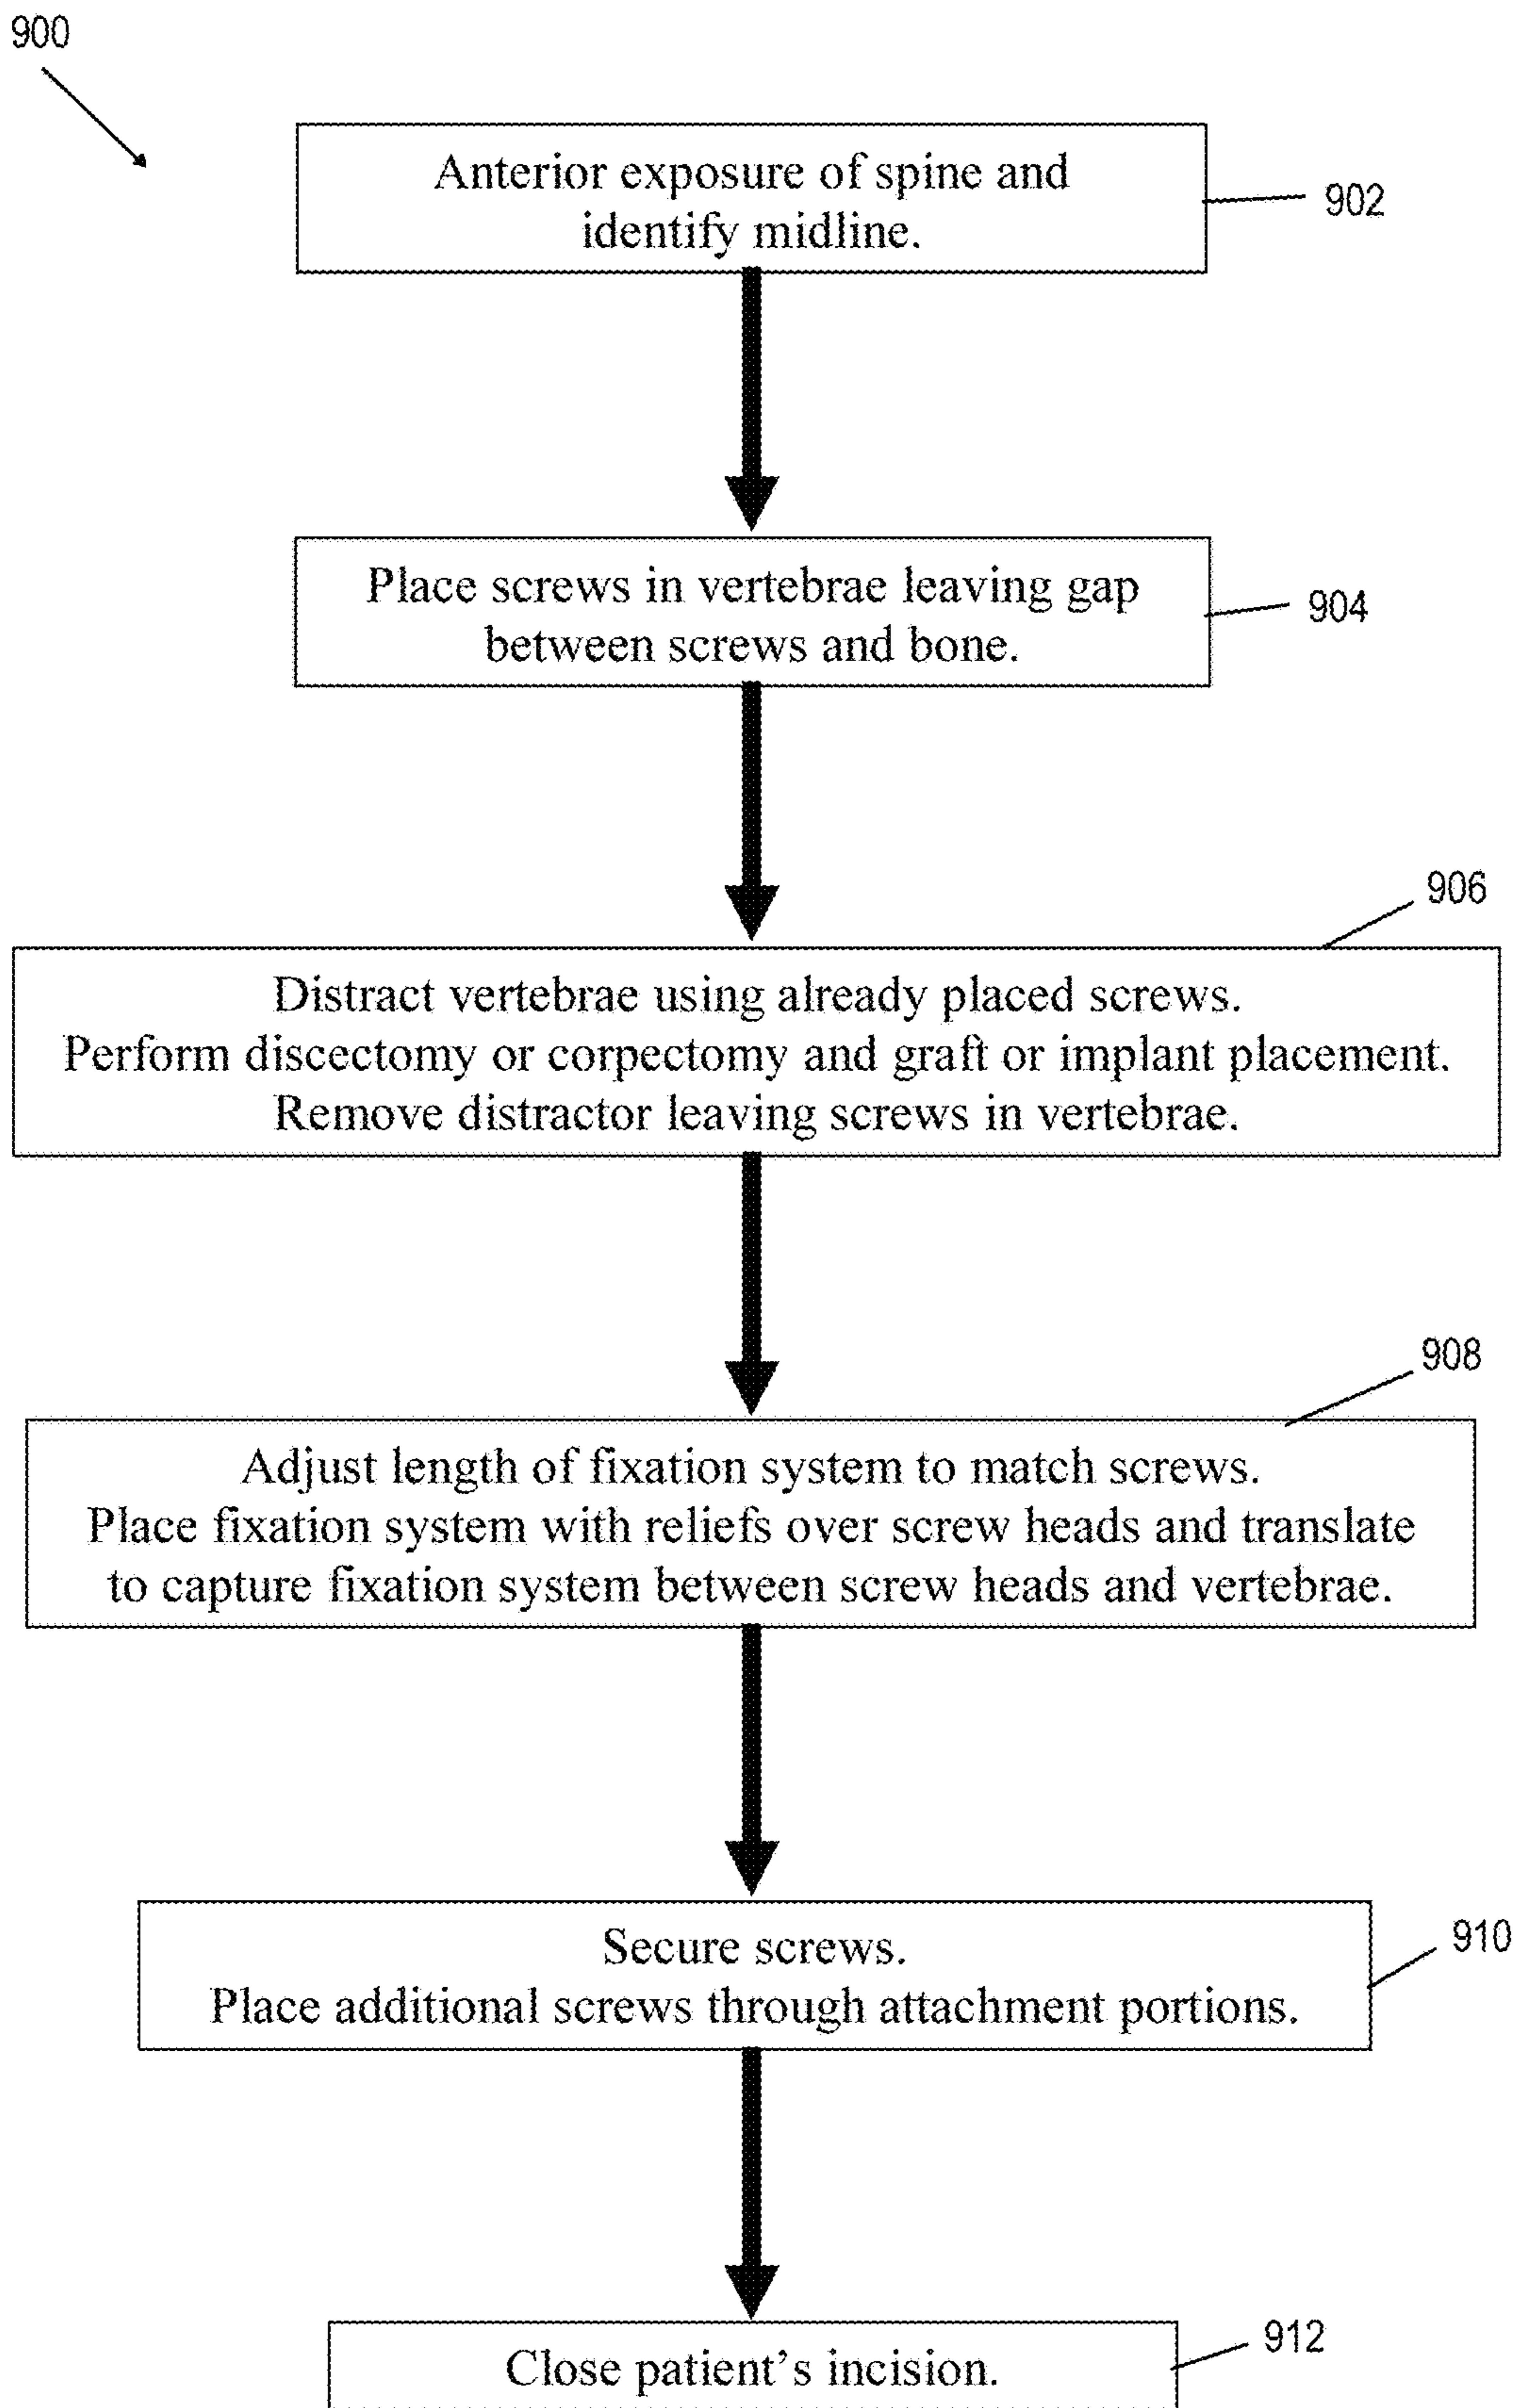 900
Anterior exposure of spine and
identify midline.
902
Place screws in vertebrae leaving gap
between screws and bone.
904
906
Distract vertebrae using already placed screws.
Perform discectomy or corpectomy and graft or implant placement.
Remove distractor leaving screws in vertebrae.
908
Adjust length of fixation system to match screws.
Place fixation system with reliefs over screw heads and translate
to capture fixation system between screw heads and vertebrae.
Secure screws.
910
Place additional screws through attachment portions.
912
Close patient's incision.